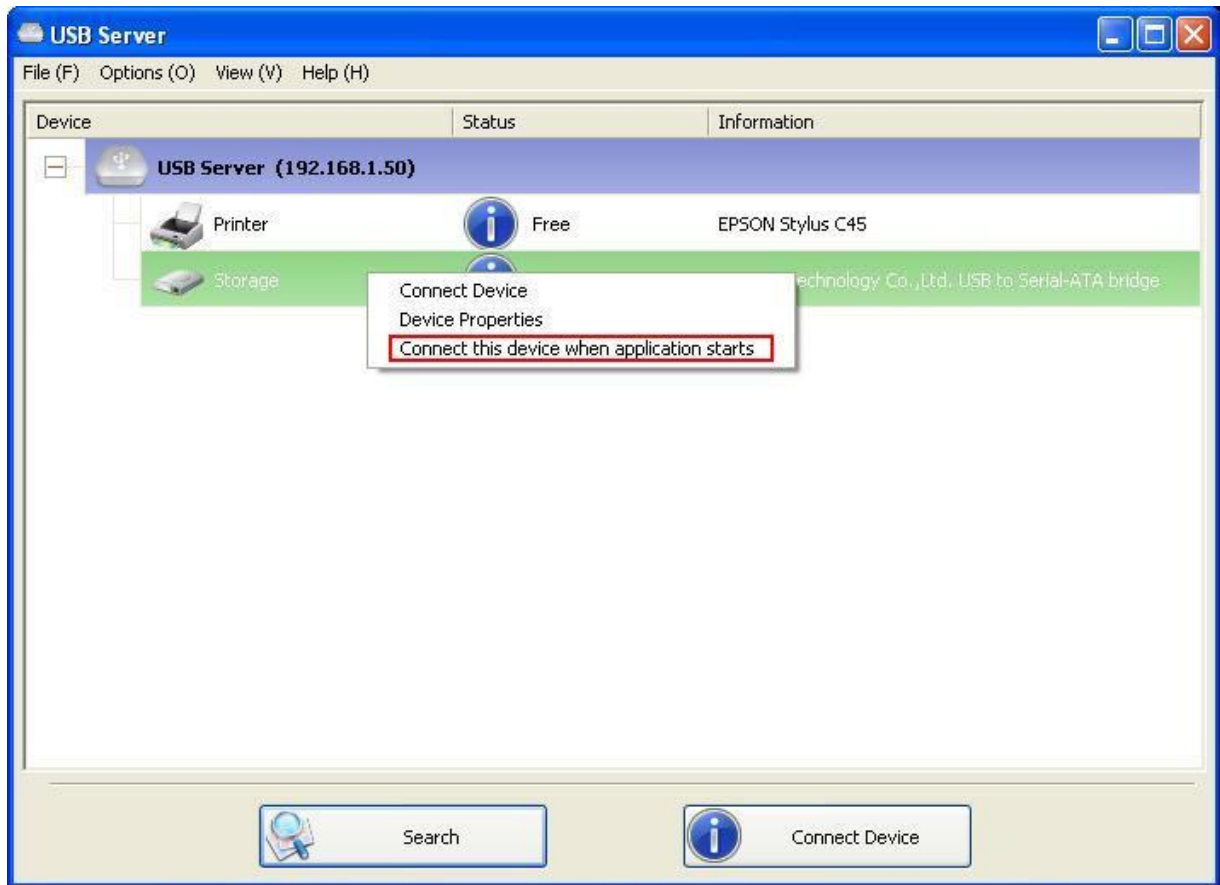 USB Server
File (F) Options (O) View (V) Help (H)
Device Status Information
USB Server (192.168.1.50)
Printer Free EPSON Stylus C45
Storage Co.,Ltd. USB to Serial-ATA bridge
Connect Device
Device Properties
Connect this device when application starts
Search Connect Device